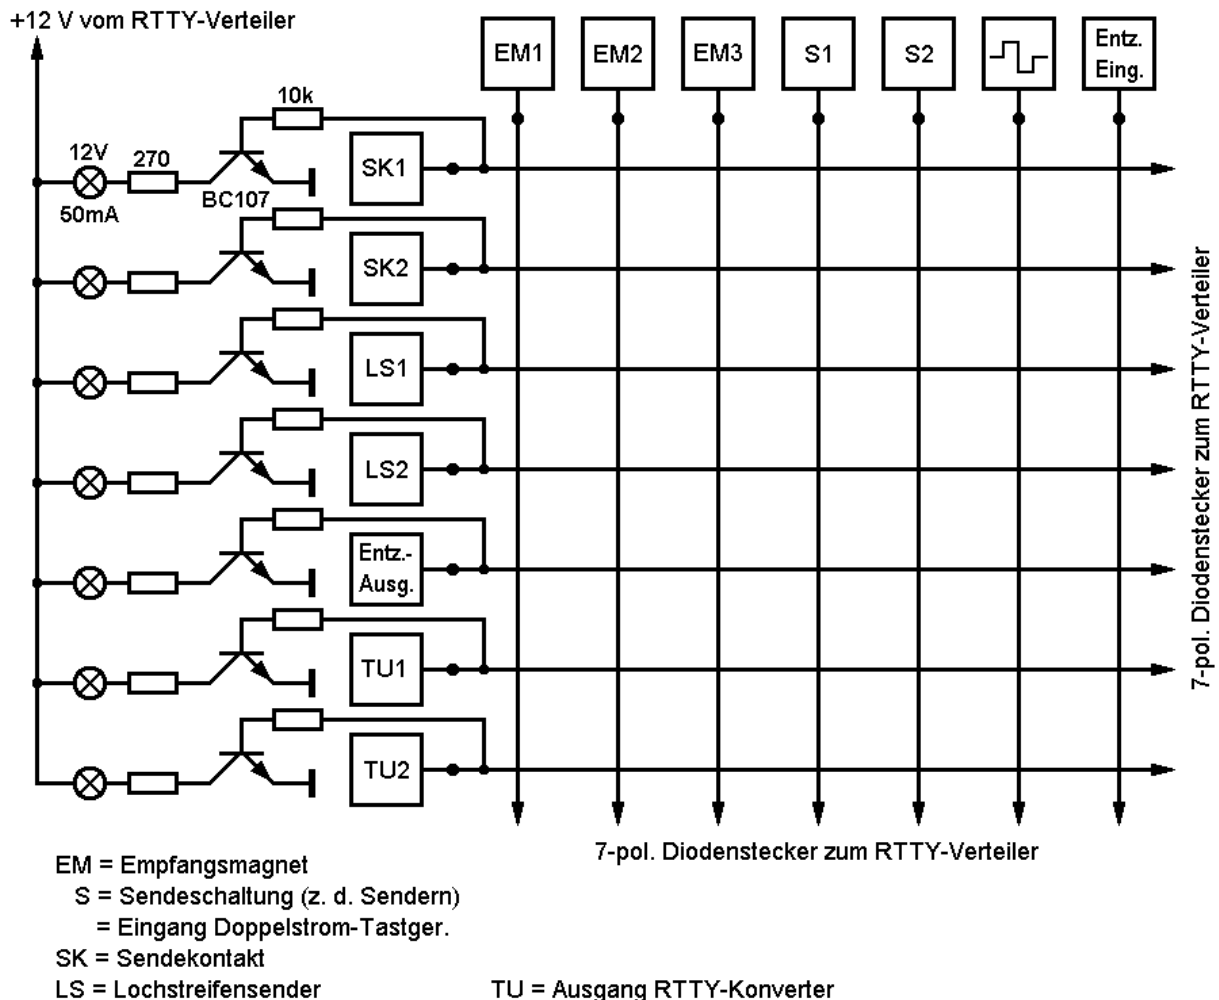 +12 V vom RTTY-Verteiler
EM1
EM2
EM3
S1
S2
Entz.
Eing.
10k
12V
270
SK1
50mA
BC107
SK2
LS1
LS2
Entz.-
Ausg.
TU1
TU2
7-pol. Diodenstecker zum RTTY-Verteiler
7-pol. Diodenstecker zum RTTY-Verteiler
EM = Empfangsmagnet
S = Sendeschaltung (z. d. Sendern)
= Eingang Doppelstrom-Tastger.
SK = Sendekontakt
LS = Lochstreifensender
TU = Ausgang RTTY-Konverter